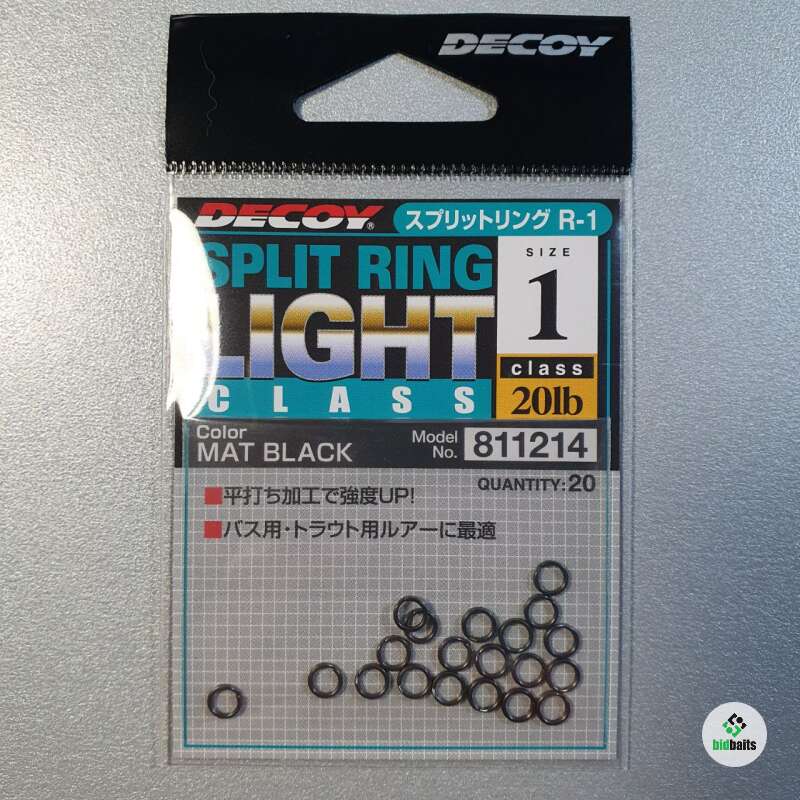 DECOY
DECOY® スプリットリング R-1
SPLIT RING
LIGHT
CLASS
SIZE
1
class
20lb
Color
MAT BLACK
Model No. 811214
QUANTITY: 20
■平打ち加工で強度UP!
■バス用・トラウト用ルアーに最適
bidbaits